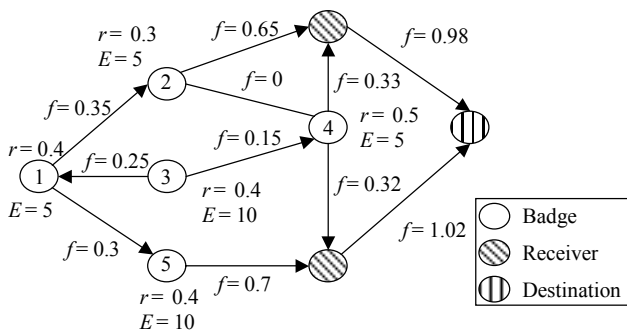 r = 0.3
E = 5
f = 0.65
f = 0.98
2
f = 0
f = 0.33
f = 0.35
4
r = 0.5
E = 5
r = 0.4
f = 0.15
f = 0.25
1
3
f = 0.32
E = 5
r = 0.4
E = 10
f = 0.3
5
f = 0.7
f = 1.02
r = 0.4
E = 10
Badge
Receiver
Destination